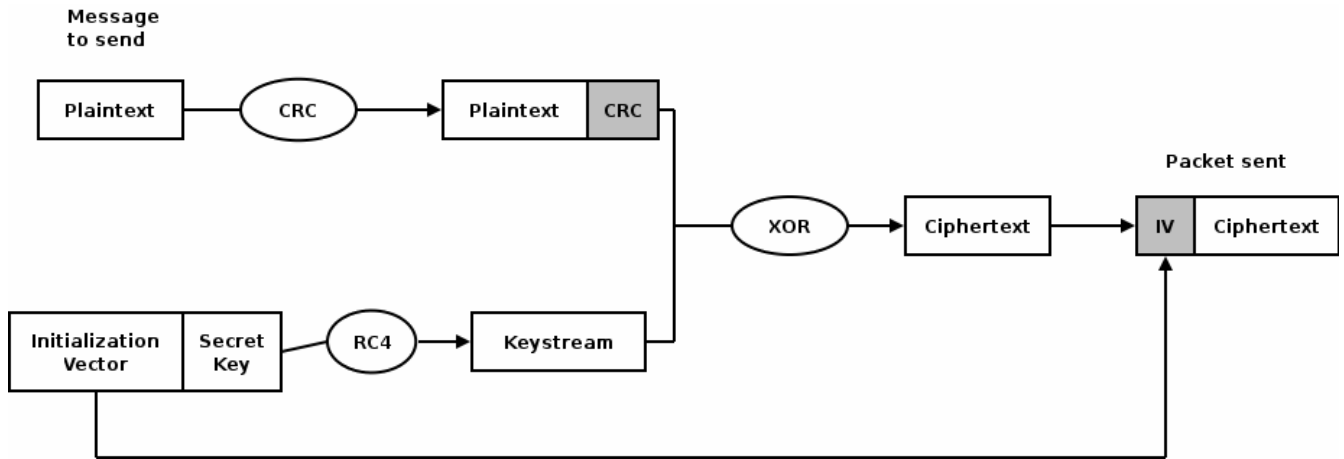 Message
to send
Plaintext
CRC
Plaintext
CRC
Packet sent
XOR
Ciphertext
IV
Ciphertext
Initialization
Vector
Secret
Key
RC4
Keystream